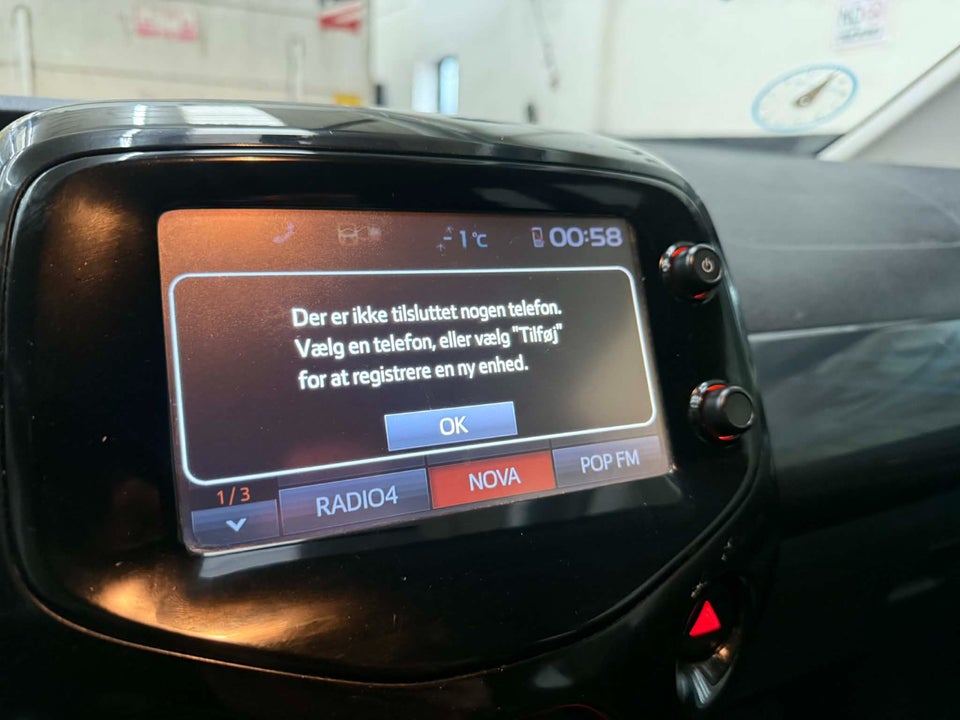 -1°C 00:58
Der er ikke tilsluttet nogen telefon.
Vælg en telefon, eller vælg "Tilføj"
for at registrere en ny enhed.
OK
1/3
RADIO4 NOVA POP FM